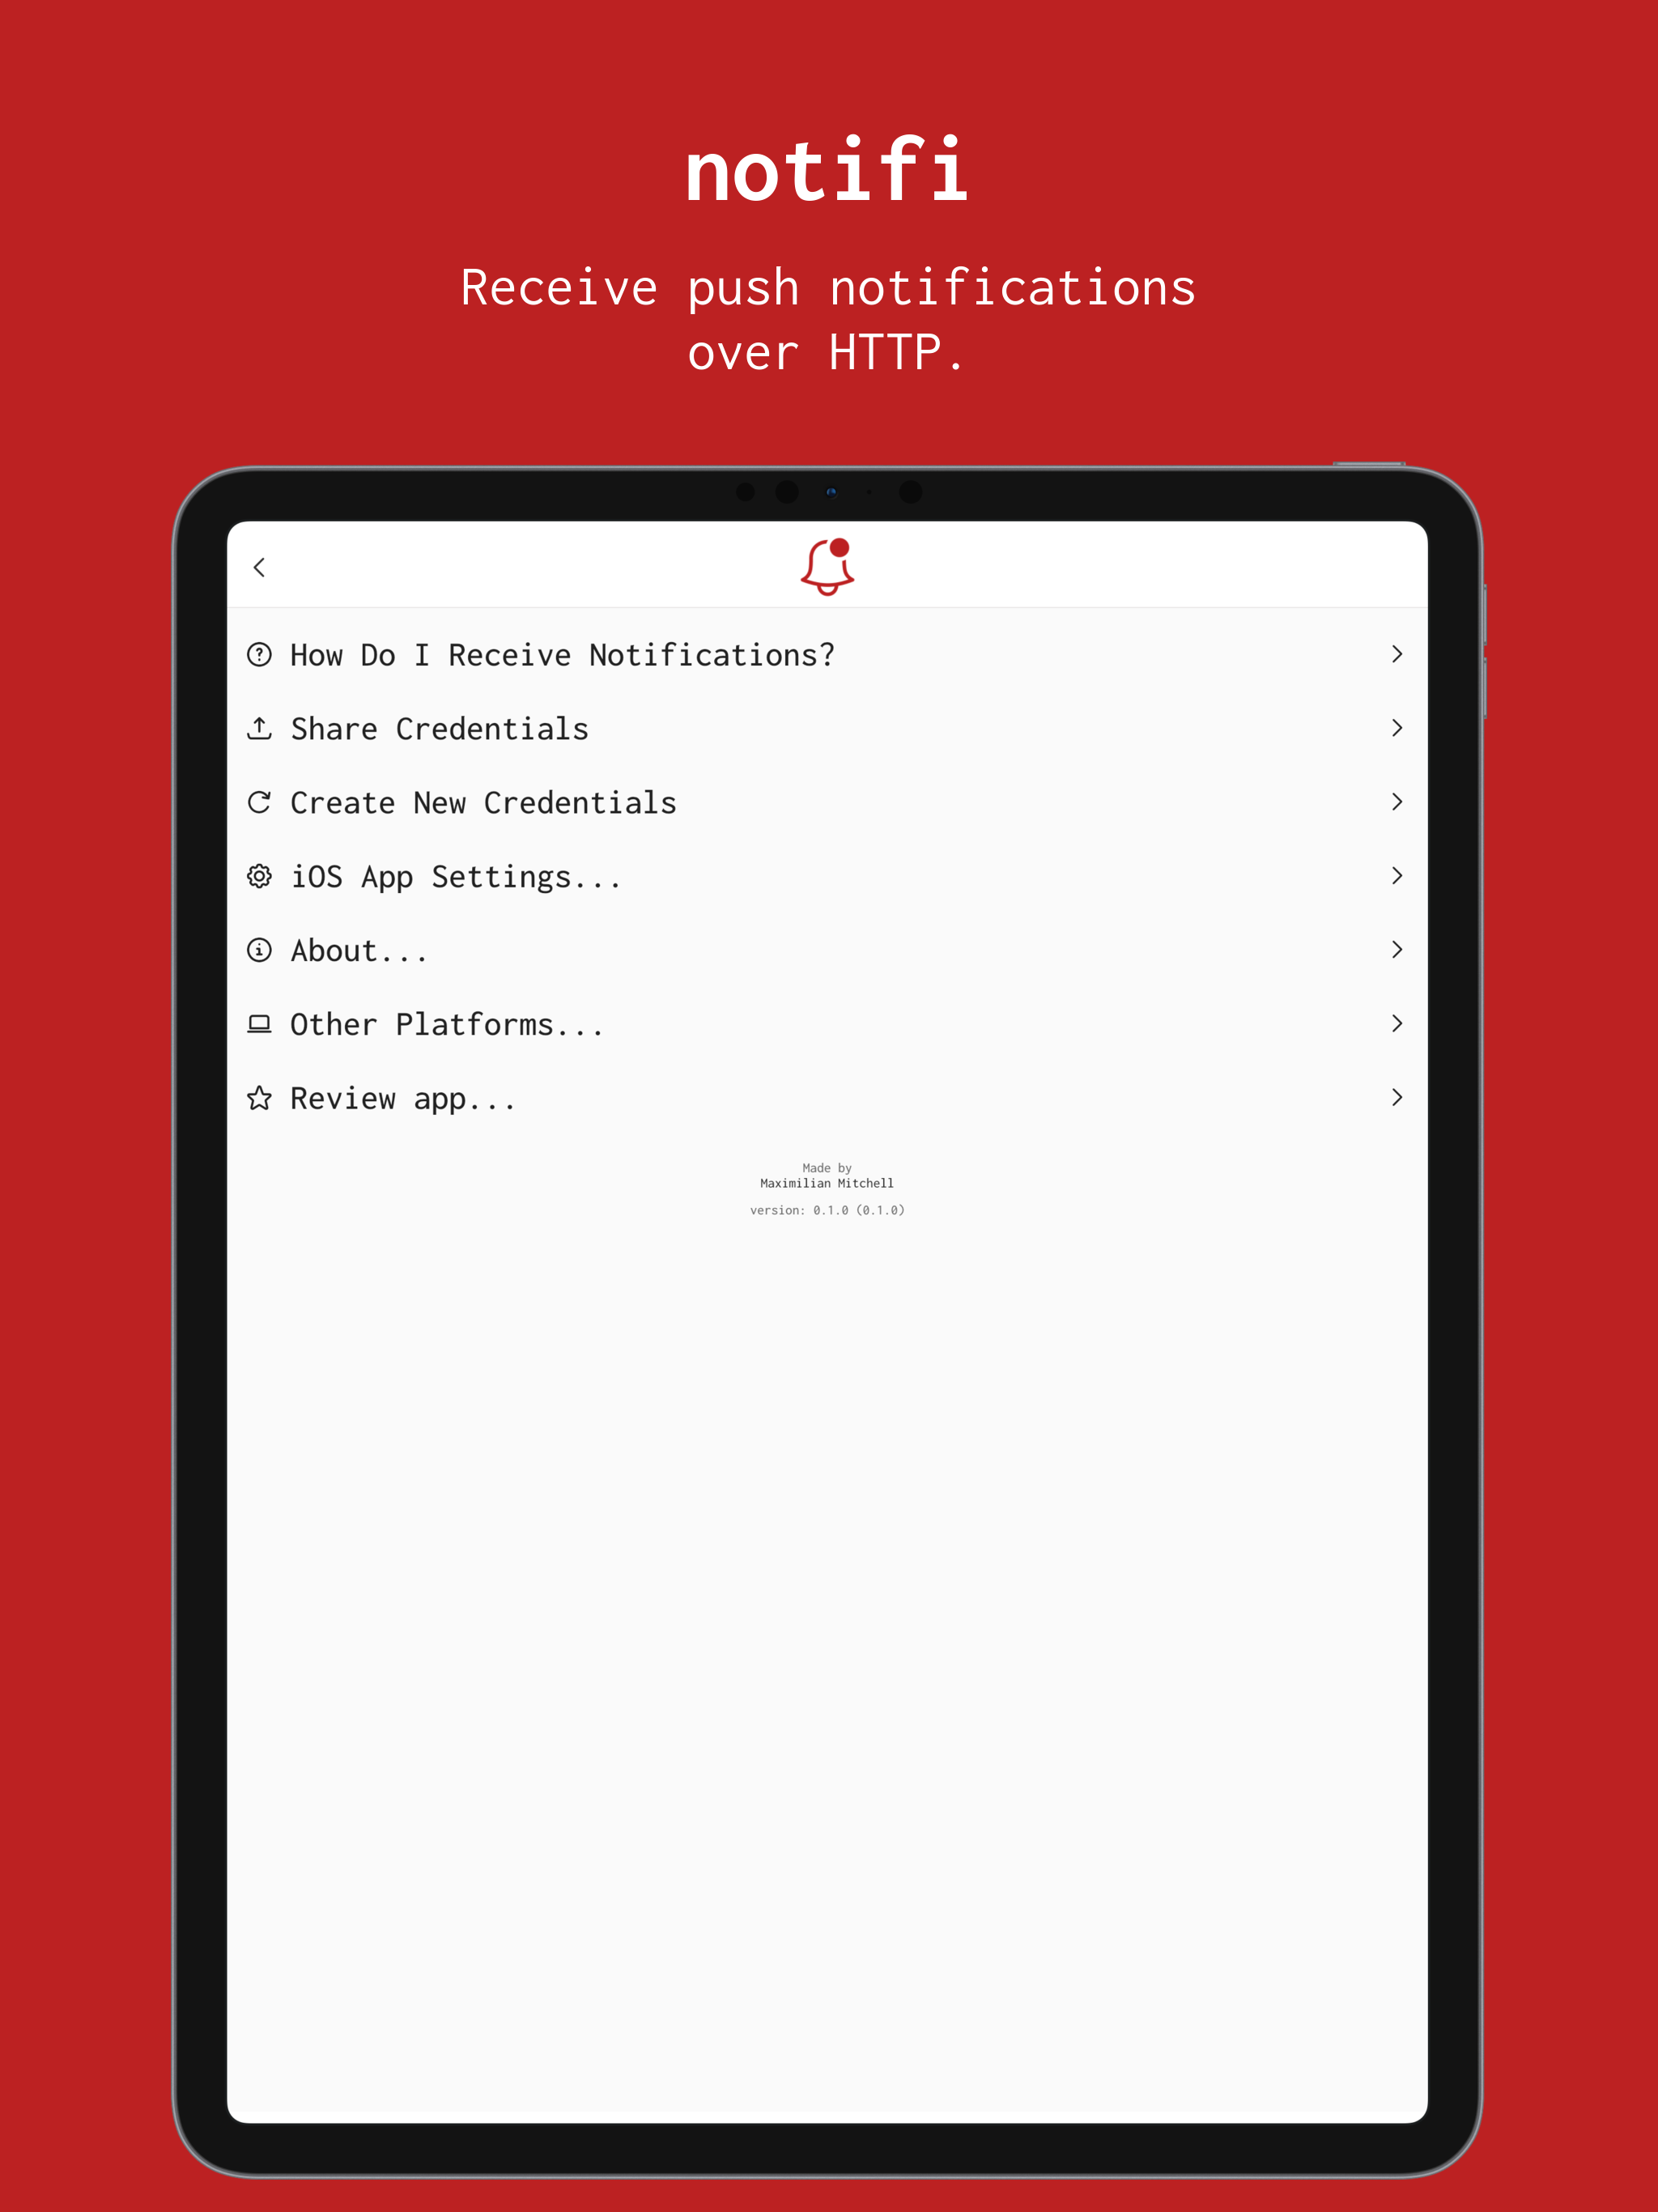 notifi
Receive push notifications
over HTTP.
How Do I Receive Notifications?
Share Credentials
Create New Credentials
iOS App Settings...
About...
Other Platforms...
Review app...
Made by
Maximilian Mitchell
version: 0.1.0 (0.1.0)